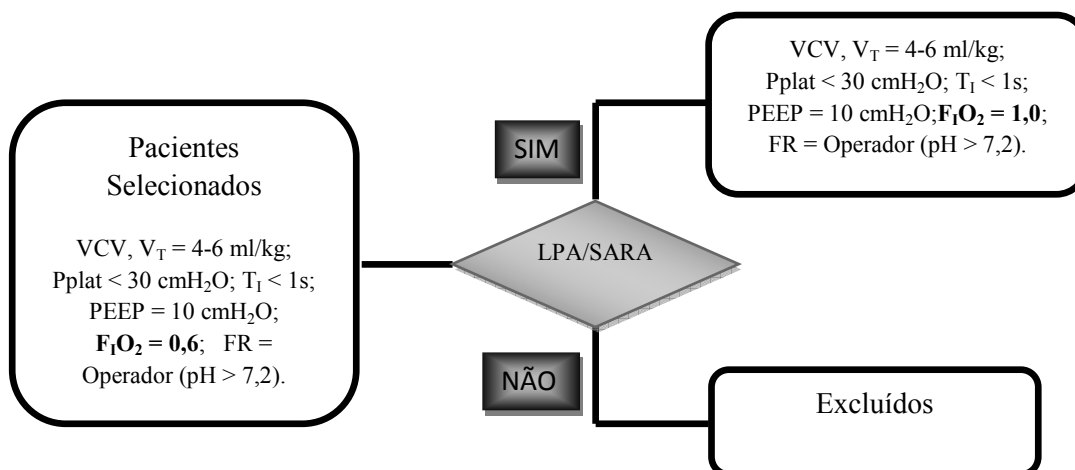 Pacientes
Selecionados
VCV, V_T = 4-6 ml/kg;
Pplat < 30 cmH₂O; T_I < 1s;
PEEP = 10 cmH₂O;
F_IO₂ = 0,6; FR =
Operador (pH > 7,2).
LPA/SARA
SIM
VCV, V_T = 4-6 ml/kg;
Pplat < 30 cmH₂O; T_I < 1s;
PEEP = 10 cmH₂O;F_IO₂ = 1,0;
FR = Operador (pH > 7,2).
NÃO
Excluídos